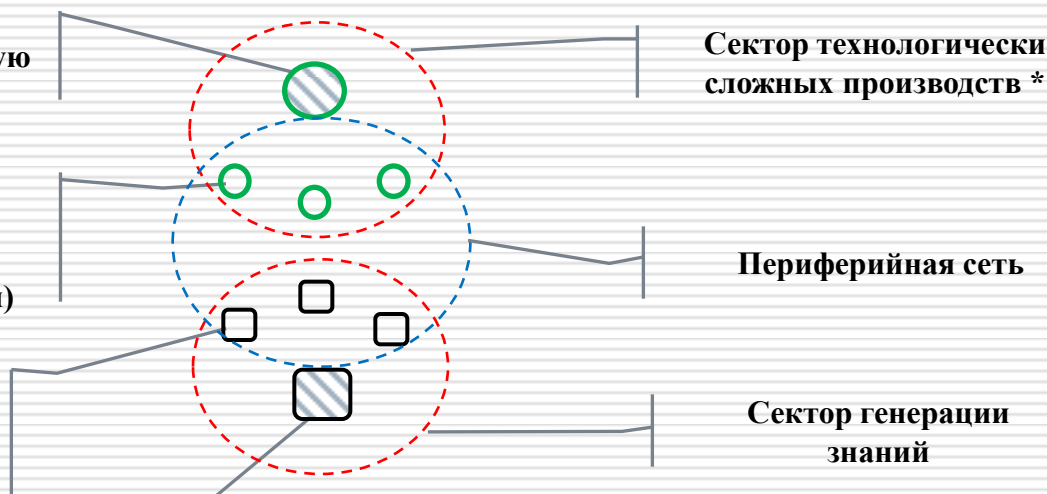 Сектор технологически
сложных производств *
Периферийная сеть
Сектор генерации
знаний